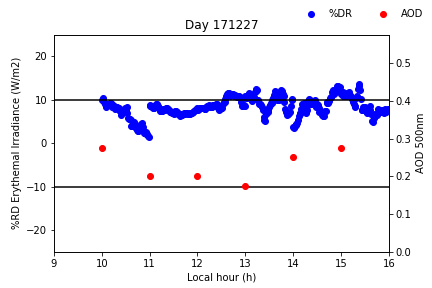 %DR AOD
Day 171227
%RD Erythemal Irradiance (W/m2)
20
10
0
−10
−20
0.5
0.4
0.3
0.2
0.1
0.0
AOD 500nm
9 10 11 12 13 14 15 16
Local hour (h)